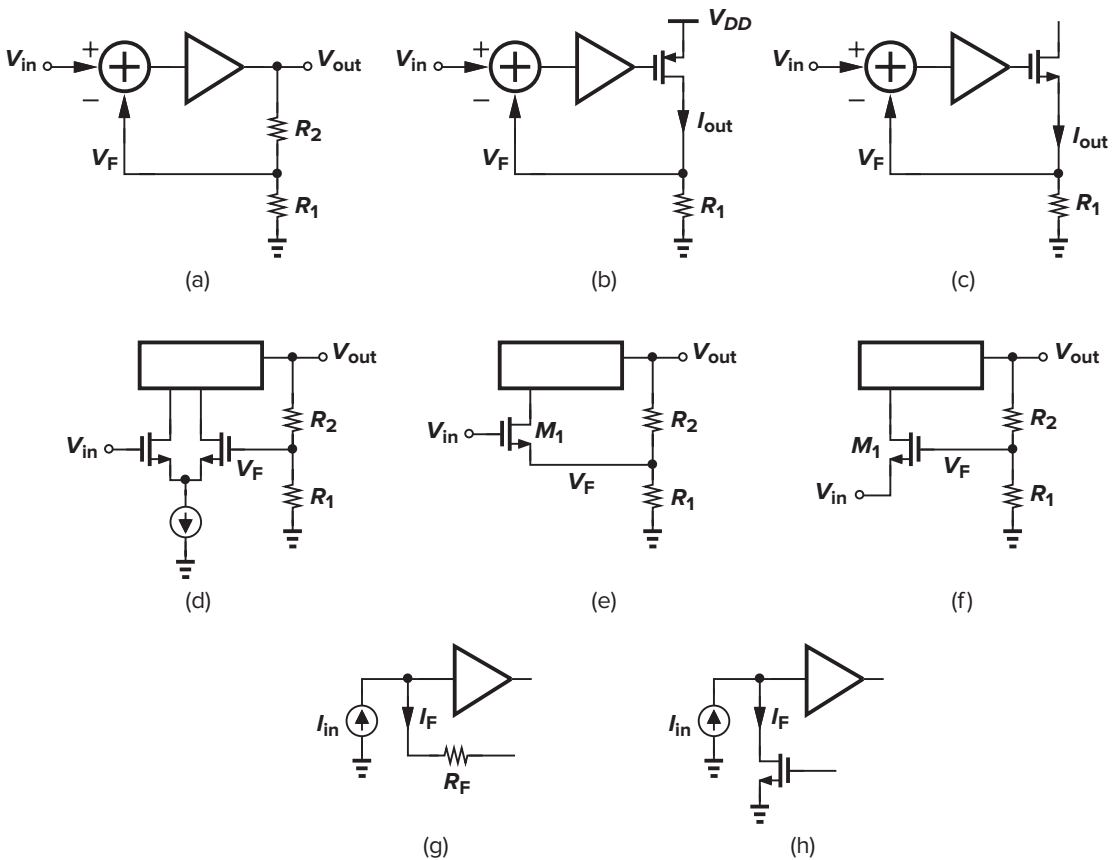 V_in + − V_F V_out R_2 R_1
V_in + − V_F V_DD I_out R_1
V_in + − V_F I_out R_1
(a) (b) (c)
V_in V_F V_out R_2 R_1
V_in M_1 V_F V_out R_2 R_1
M_1 V_in V_F V_out R_2 R_1
(d) (e) (f)
I_in I_F R_F
I_in I_F
(g) (h)